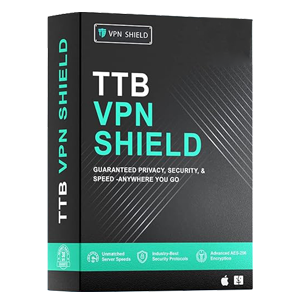 VPN SHIELD
TTB
VPN
SHIELD
GUARANTEED PRIVACY, SECURITY, &
SPEED -ANYWHERE YOU GO
TTB VPN SHIELD
Unmatched
Server Speeds
Industry-Best
Security Protocols
Advanced AES-256
Encryption